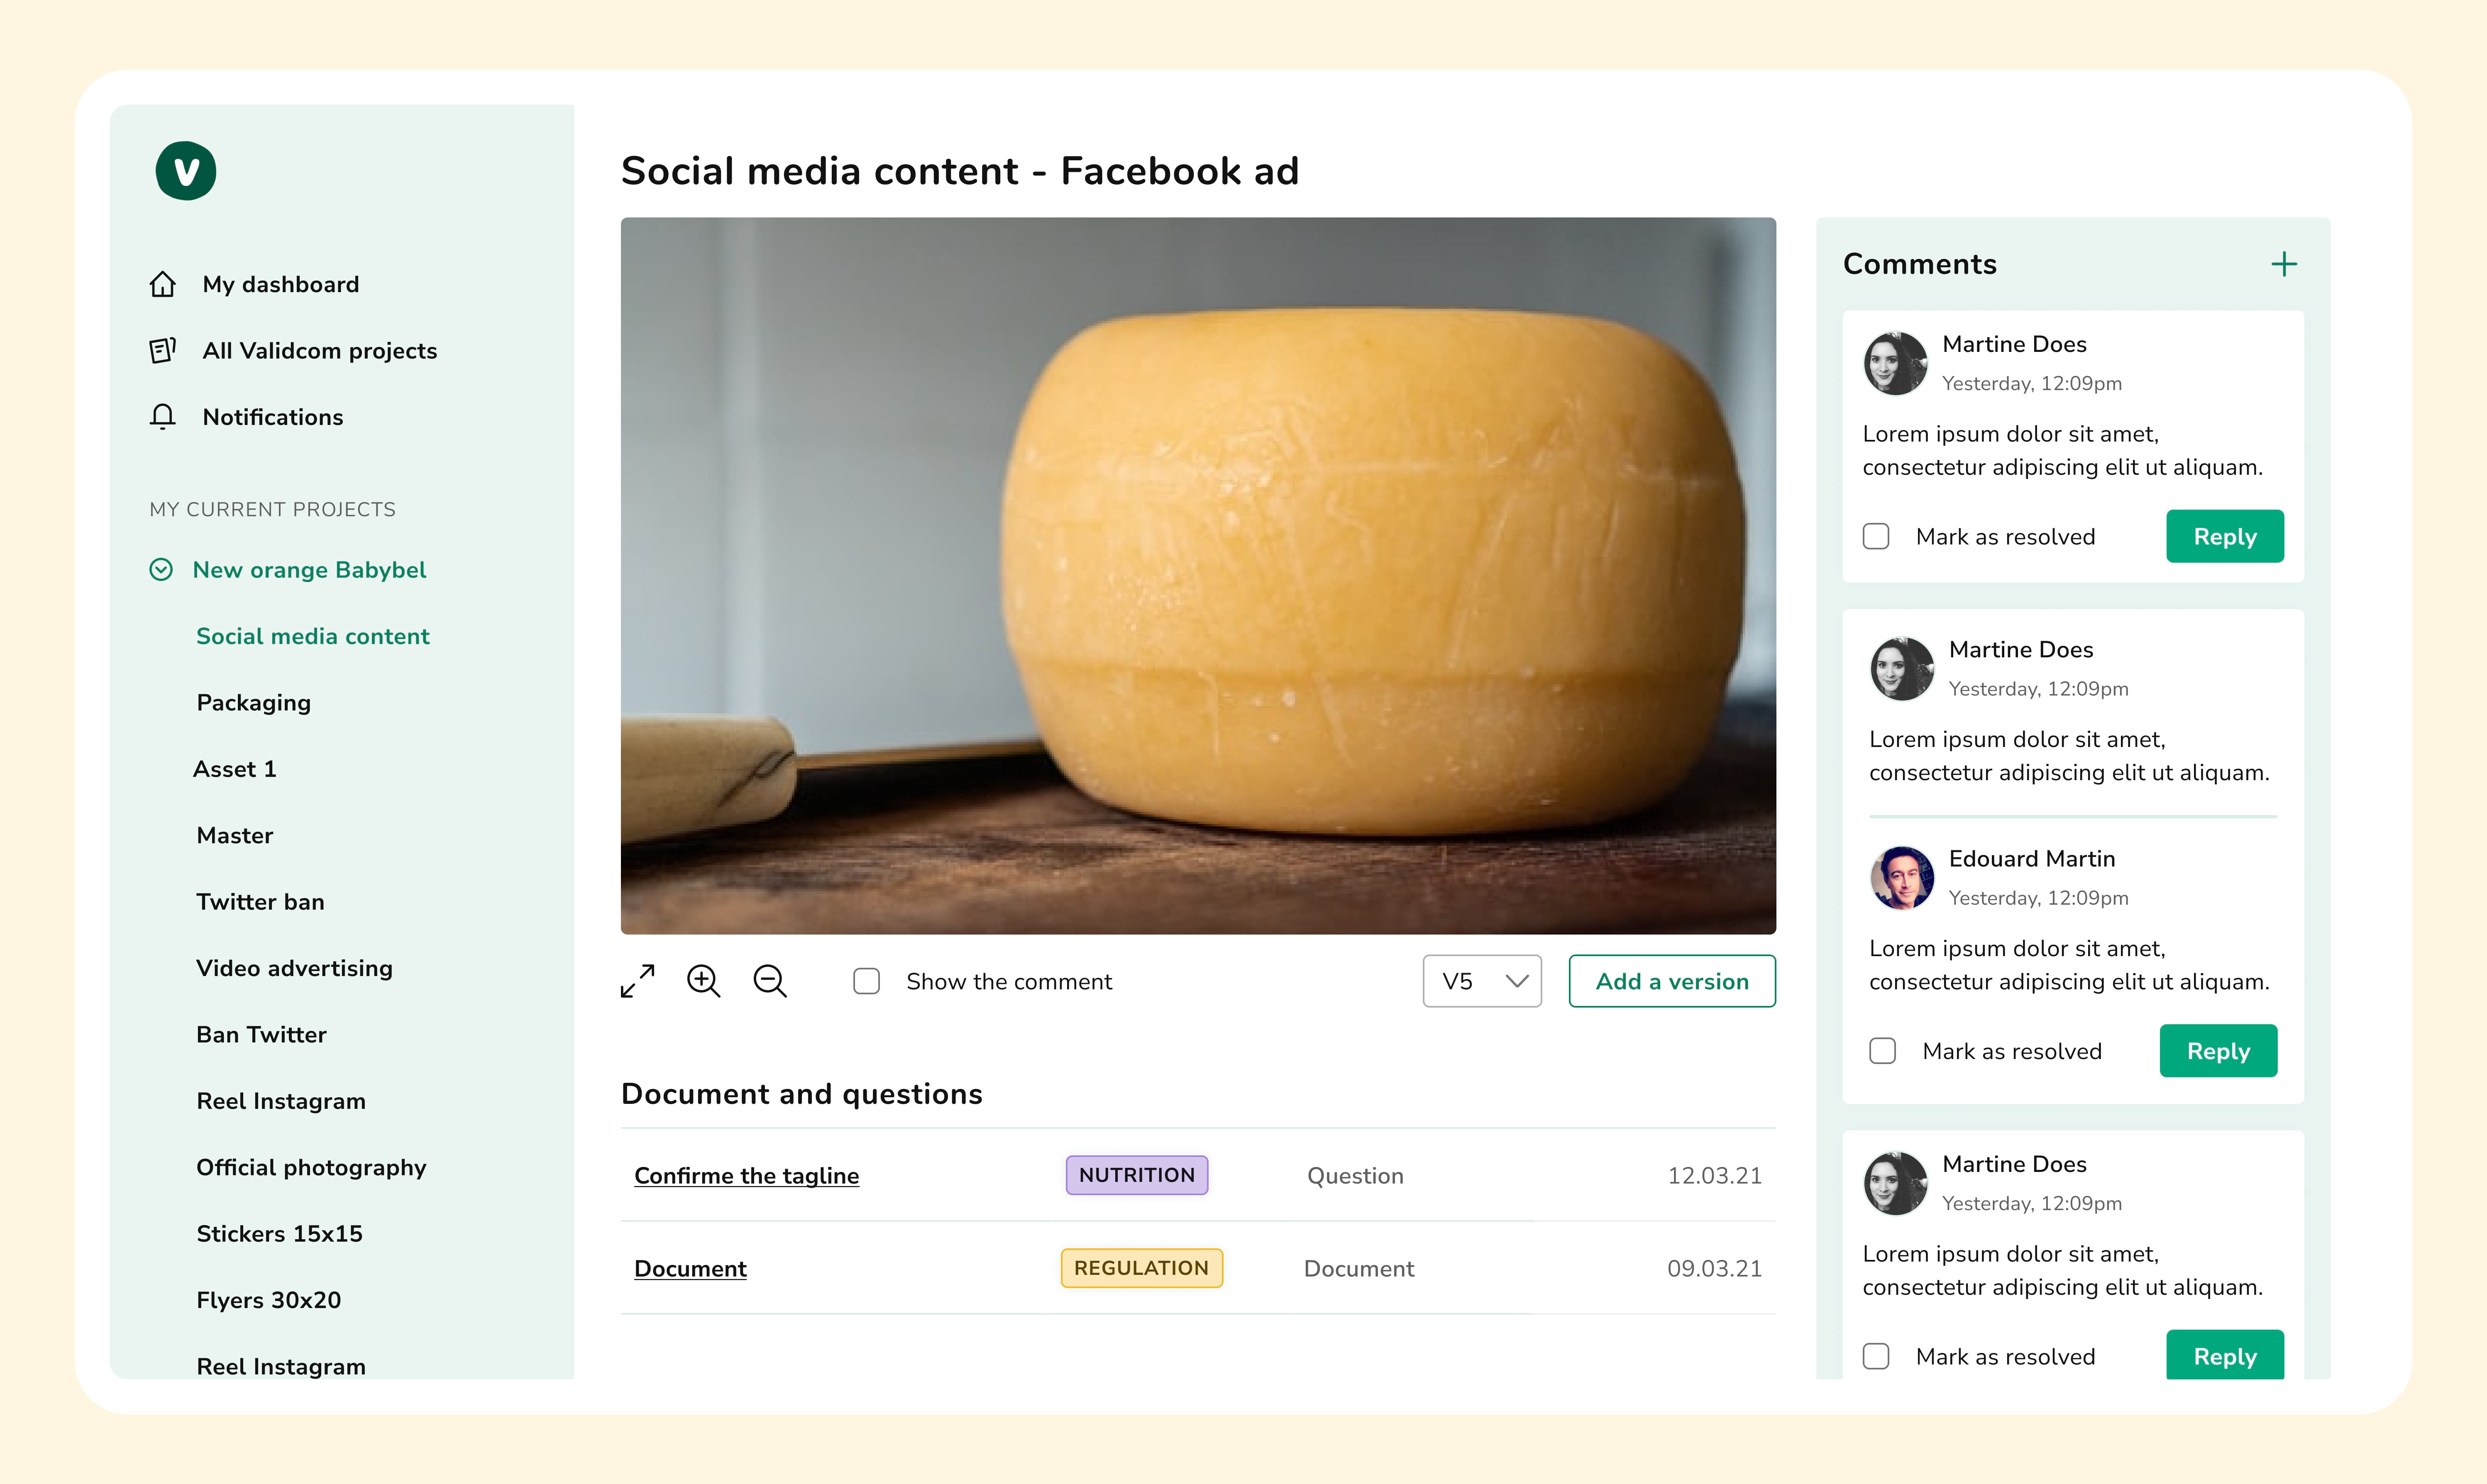 V
My dashboard
All Validcom projects
Notifications
MY CURRENT PROJECTS
New orange Babybel
Social media content
Packaging
Asset 1
Master
Twitter ban
Video advertising
Ban Twitter
Reel Instagram
Official photography
Stickers 15x15
Flyers 30x20
Reel Instagram
Social media content - Facebook ad
Show the comment
V5
Add a version
Document and questions
Confirme the tagline NUTRITION Question 12.03.21
Document REGULATION Document 09.03.21
Comments
Martine Does
Yesterday, 12:09pm
Lorem ipsum dolor sit amet,
consectetur adipiscing elit ut aliquam.
Mark as resolved Reply
Martine Does
Yesterday, 12:09pm
Lorem ipsum dolor sit amet,
consectetur adipiscing elit ut aliquam.
Edouard Martin
Yesterday, 12:09pm
Lorem ipsum dolor sit amet,
consectetur adipiscing elit ut aliquam.
Mark as resolved Reply
Martine Does
Yesterday, 12:09pm
Lorem ipsum dolor sit amet,
consectetur adipiscing elit ut aliquam.
Mark as resolved Reply